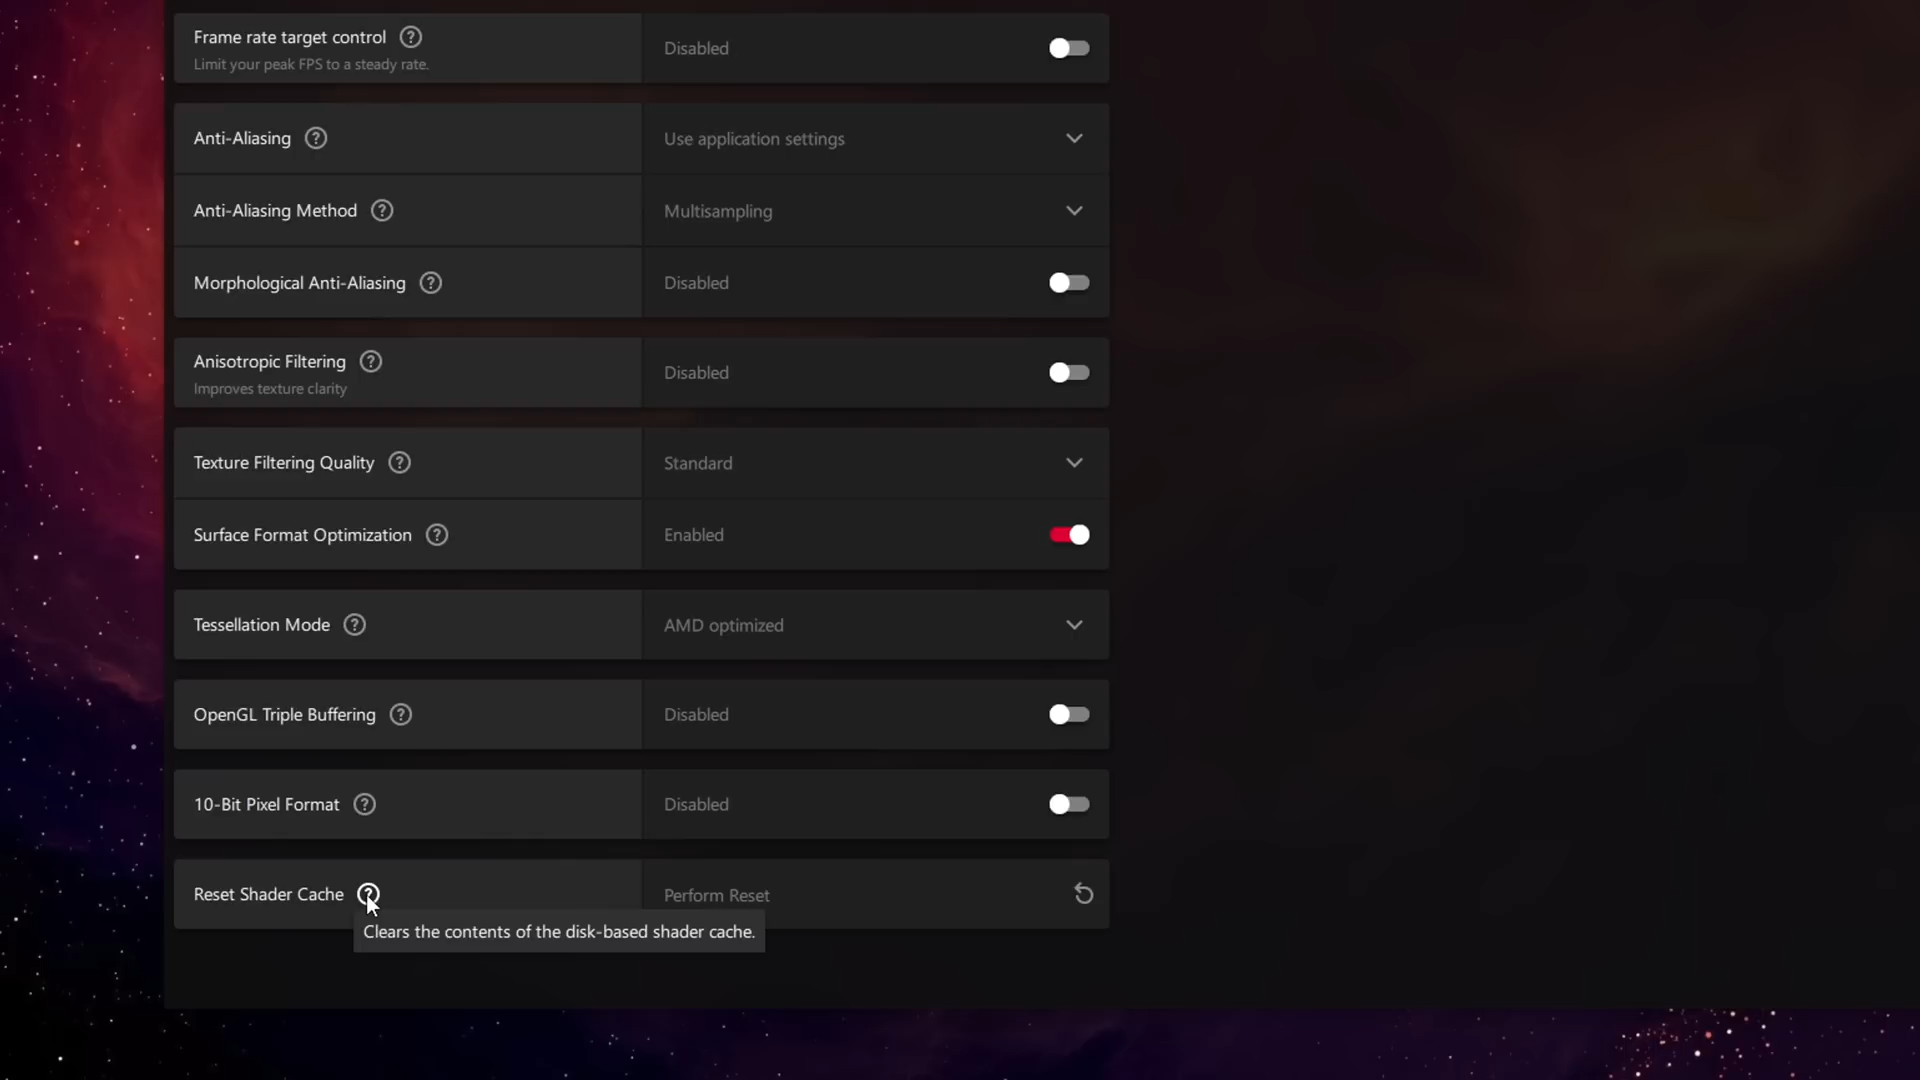 Frame rate target control
Limit your peak FPS to a steady rate.
Disabled
Anti-Aliasing
Use application settings
Anti-Aliasing Method
Multisampling
Morphological Anti-Aliasing
Disabled
Anisotropic Filtering
Improves texture clarity
Disabled
Texture Filtering Quality
Standard
Surface Format Optimization
Enabled
Tessellation Mode
AMD optimized
OpenGL Triple Buffering
Disabled
10-Bit Pixel Format
Disabled
Reset Shader Cache
Perform Reset
Clears the contents of the disk-based shader cache.